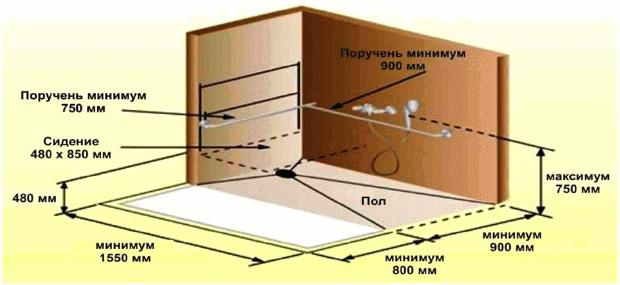 Поручень минимум
900 мм
Поручень минимум
750 мм
Сидение
480 х 850 мм
максимум
750 мм
480 мм
Пол
минимум
1550 мм
минимум
800 мм
минимум
900 мм